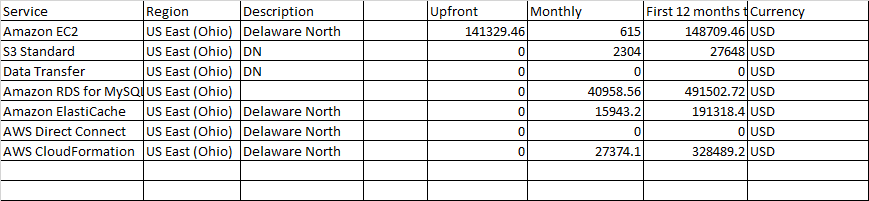 Service Region Description Upfront Monthly First 12 months t Currency
Amazon EC2 US East (Ohio) Delaware North 141329.46 615 148709.46 USD
S3 Standard US East (Ohio) DN 0 2304 27648 USD
Data Transfer US East (Ohio) DN 0 0 0 USD
Amazon RDS for MySQL US East (Ohio) 0 40958.56 491502.72 USD
Amazon ElastiCache US East (Ohio) Delaware North 0 15943.2 191318.4 USD
AWS Direct Connect US East (Ohio) Delaware North 0 0 0 USD
AWS CloudFormation US East (Ohio) Delaware North 0 27374.1 328489.2 USD